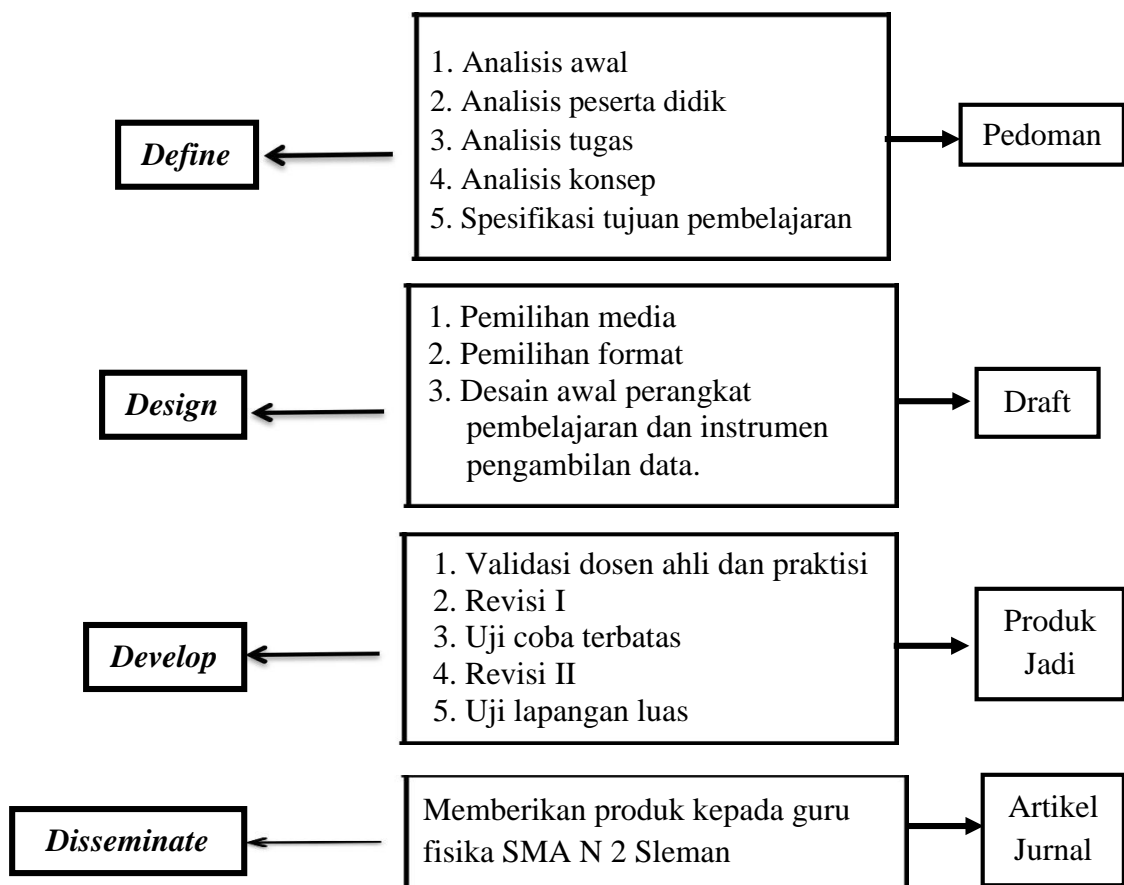 Define
1. Analisis awal
2. Analisis peserta didik
3. Analisis tugas
4. Analisis konsep
5. Spesifikasi tujuan pembelajaran
Pedoman
Design
1. Pemilihan media
2. Pemilihan format
3. Desain awal perangkat
pembelajaran dan instrumen
pengambilan data.
Draft
Develop
1. Validasi dosen ahli dan praktisi
2. Revisi I
3. Uji coba terbatas
4. Revisi II
5. Uji lapangan luas
Produk
Jadi
Disseminate
Memberikan produk kepada guru
fisika SMA N 2 Sleman
Artikel
Jurnal